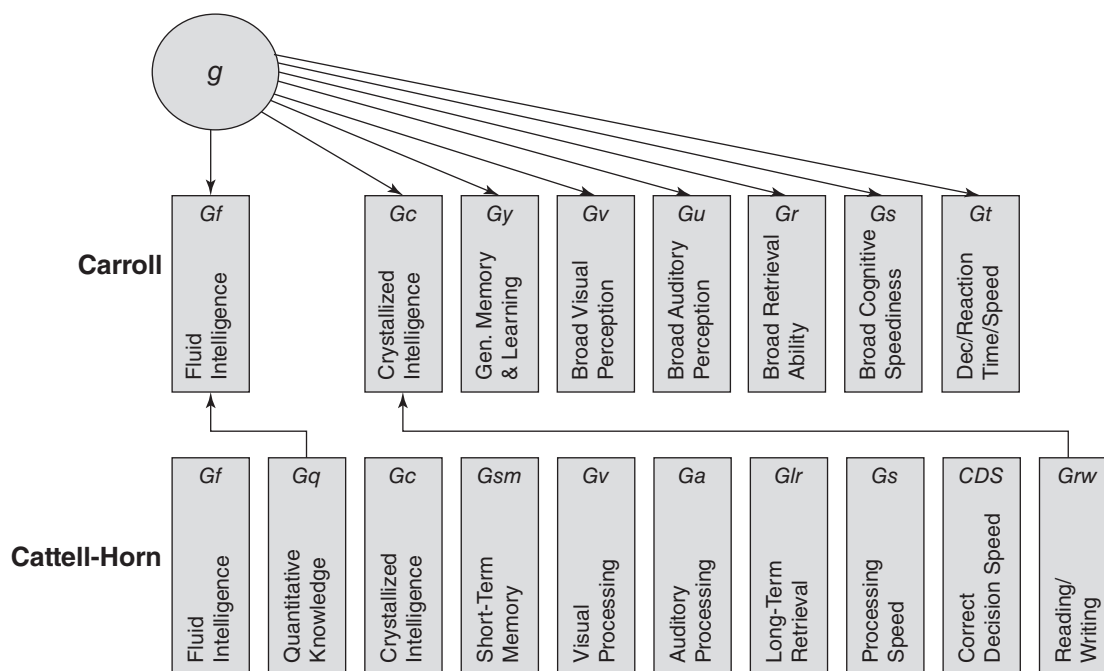 g
Gf
Gc
Gy
Gv
Gu
Gr
Gs
Gt
Carroll
Fluid
Intelligence
Crystallized
Intelligence
Gen. Memory
& Learning
Broad Visual
Perception
Broad Auditory
Perception
Broad Retrieval
Ability
Broad Cognitive
Speediness
Dec/Reaction
Time/Speed
Gf
Gq
Gc
Gsm
Gv
Ga
Glr
Gs
CDS
Grw
Cattell-Horn
Fluid
Intelligence
Quantitative
Knowledge
Crystallized
Intelligence
Short-Term
Memory
Visual
Processing
Auditory
Processing
Long-Term
Retrieval
Processing
Speed
Correct
Decision Speed
Reading/
Writing